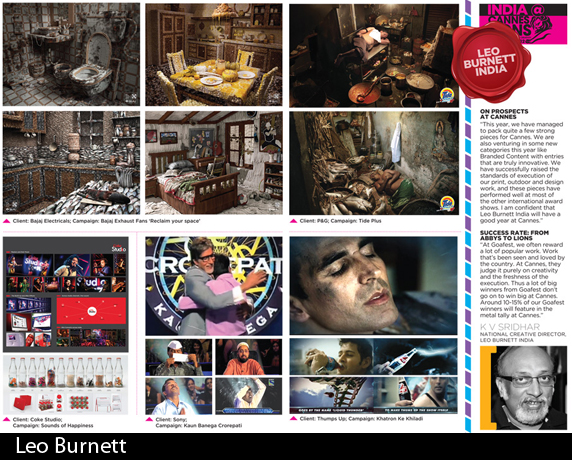 INDIA @
CANNES
LIONS
LEO
BURNETT
INDIA
ON PROSPECTS
AT CANNES
"This year, we have managed
to pack quite a few strong
pieces for Cannes. We are
also venturing in some new
categories this year like
Branded Content with entries
that are truly innovative. We
have successfully raised the
standards of execution of
our print, outdoor and design
work, and these pieces have
performed well at most of
the other international award
shows. I am confident that
Leo Burnett India will have a
good year at Cannes."
SUCCESS RATE: FROM
ABBYS TO LIONS
"At Goafest, we often reward
a lot of popular work. Work
that's been seen and loved by
the country. At Cannes, they
judge it purely on creativity
and the freshness of the
execution. Thus a lot of big
winners from Goafest don't
go on to win big at Cannes.
Around 10-15% of our Goafest
winners will feature in the
metal tally at Cannes."
K V SRIDHAR
NATIONAL CREATIVE DIRECTOR,
LEO BURNETT INDIA
Client: Bajaj Electricals; Campaign: Bajaj Exhaust Fans 'Reclaim your space'
Client: P&G; Campaign: Tide Plus
Studio
CROREPATI
KAUN BANEGA
Client: Coke Studio;
Campaign: Sounds of Happiness
Client: Sony;
Campaign: Kaun Banega Crorepati
Client: Thumps Up; Campaign: Khatron Ke Khiladi
Leo Burnett